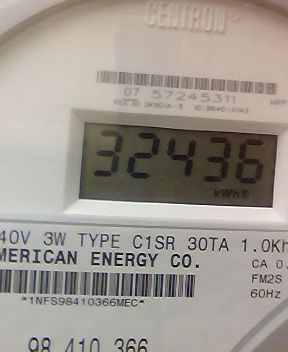 CENTRON®
07 57245311
32436
kWh
40V 3W TYPE C1SR 30TA 1.0Kh
MERICAN ENERGY CO.
CA 0.
FM2S
60Hz
*1NFS98410366MEC*
98 410 366